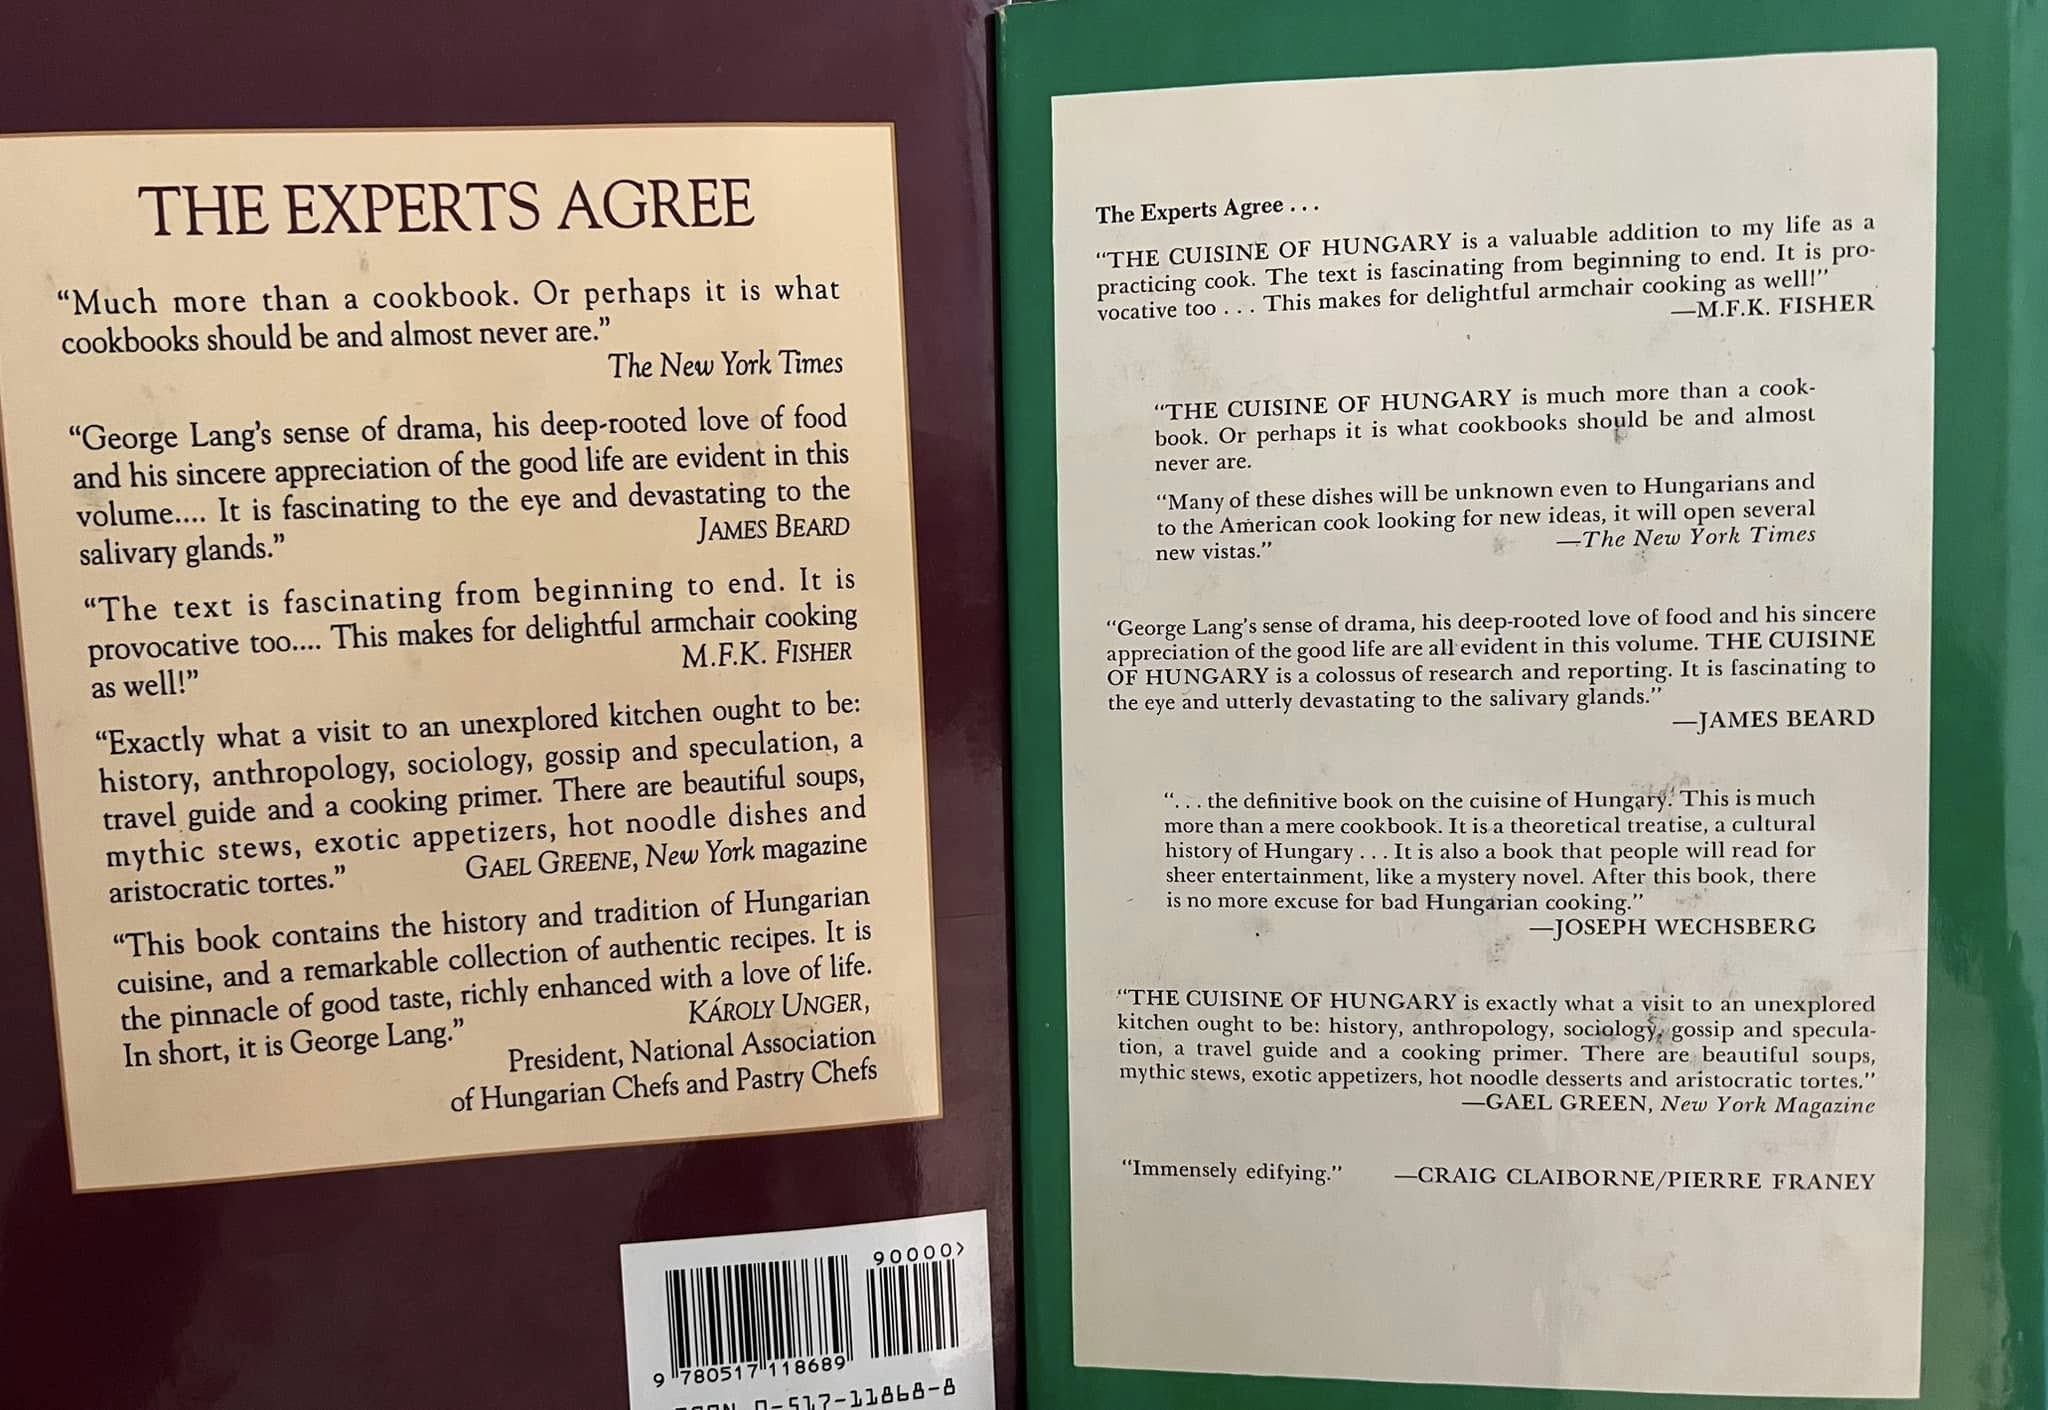 THE EXPERTS AGREE
“Much more than a cookbook. Or perhaps it is what
cookbooks should be and almost never are.”
The New York Times
“George Lang’s sense of drama, his deep-rooted love of food
and his sincere appreciation of the good life are evident in this
volume.... It is fascinating to the eye and devastating to the
salivary glands.” JAMES BEARD
“The text is fascinating from beginning to end. It is
provocative too.... This makes for delightful armchair cooking
as well!” M.F.K. FISHER
“Exactly what a visit to an unexplored kitchen ought to be:
history, anthropology, sociology, gossip and speculation, a
travel guide and a cooking primer. There are beautiful soups,
mythic stews, exotic appetizers, hot noodle dishes and
aristocratic tortes.” GAEL GREENE, New York magazine
“This book contains the history and tradition of Hungarian
cuisine, and a remarkable collection of authentic recipes. It is
the pinnacle of good taste, richly enhanced with a love of life.
In short, it is George Lang.” KÁROLY UNGER,
President, National Association
of Hungarian Chefs and Pastry Chefs
90000>
9 780517 118689
ISBN 0-517-11868-8
The Experts Agree . . .
“THE CUISINE OF HUNGARY is a valuable addition to my life as a
practicing cook. The text is fascinating from beginning to end. It is pro-
vocative too . . . This makes for delightful armchair cooking as well!”
—M.F.K. FISHER
“THE CUISINE OF HUNGARY is much more than a cook-
book. Or perhaps it is what cookbooks should be and almost
never are.
“Many of these dishes will be unknown even to Hungarians and
to the American cook looking for new ideas, it will open several
new vistas.” —The New York Times
“George Lang’s sense of drama, his deep-rooted love of food and his sincere
appreciation of the good life are all evident in this volume. THE CUISINE
OF HUNGARY is a colossus of research and reporting. It is fascinating to
the eye and utterly devastating to the salivary glands.”
—JAMES BEARD
“. . . the definitive book on the cuisine of Hungary. This is much
more than a mere cookbook. It is a theoretical treatise, a cultural
history of Hungary . . . It is also a book that people will read for
sheer entertainment, like a mystery novel. After this book, there
is no more excuse for bad Hungarian cooking.”
—JOSEPH WECHSBERG
“THE CUISINE OF HUNGARY is exactly what a visit to an unexplored
kitchen ought to be: history, anthropology, sociology, gossip and specula-
tion, a travel guide and a cooking primer. There are beautiful soups,
mythic stews, exotic appetizers, hot noodle desserts and aristocratic tortes.”
—GAEL GREEN, New York Magazine
“Immensely edifying.” —CRAIG CLAIBORNE/PIERRE FRANEY